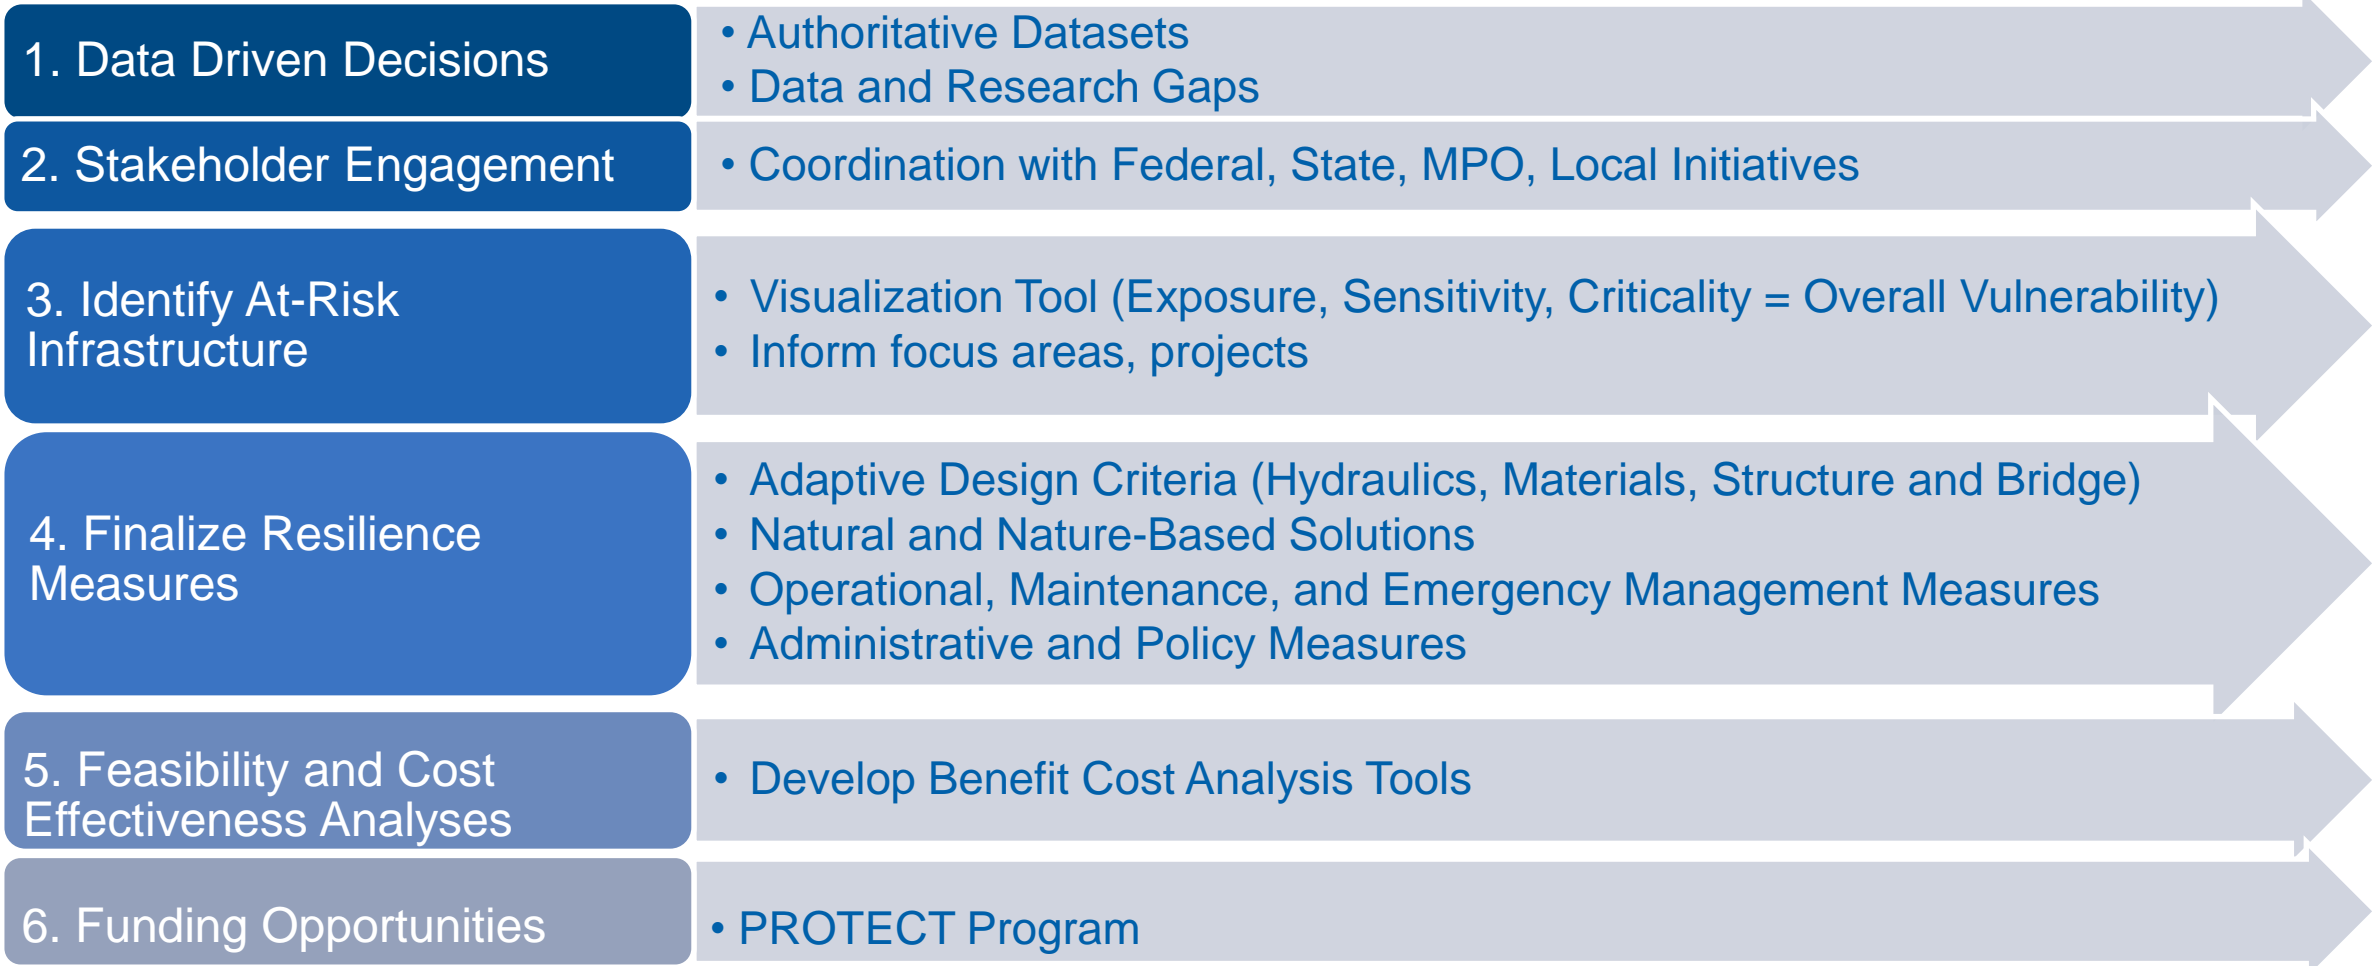 1. Data Driven Decisions
• Authoritative Datasets
• Data and Research Gaps
2. Stakeholder Engagement
• Coordination with Federal, State, MPO, Local Initiatives
3. Identify At-Risk
Infrastructure
• Visualization Tool (Exposure, Sensitivity, Criticality = Overall Vulnerability)
• Inform focus areas, projects
4. Finalize Resilience
Measures
• Adaptive Design Criteria (Hydraulics, Materials, Structure and Bridge)
• Natural and Nature-Based Solutions
• Operational, Maintenance, and Emergency Management Measures
• Administrative and Policy Measures
5. Feasibility and Cost
Effectiveness Analyses
• Develop Benefit Cost Analysis Tools
6. Funding Opportunities
• PROTECT Program